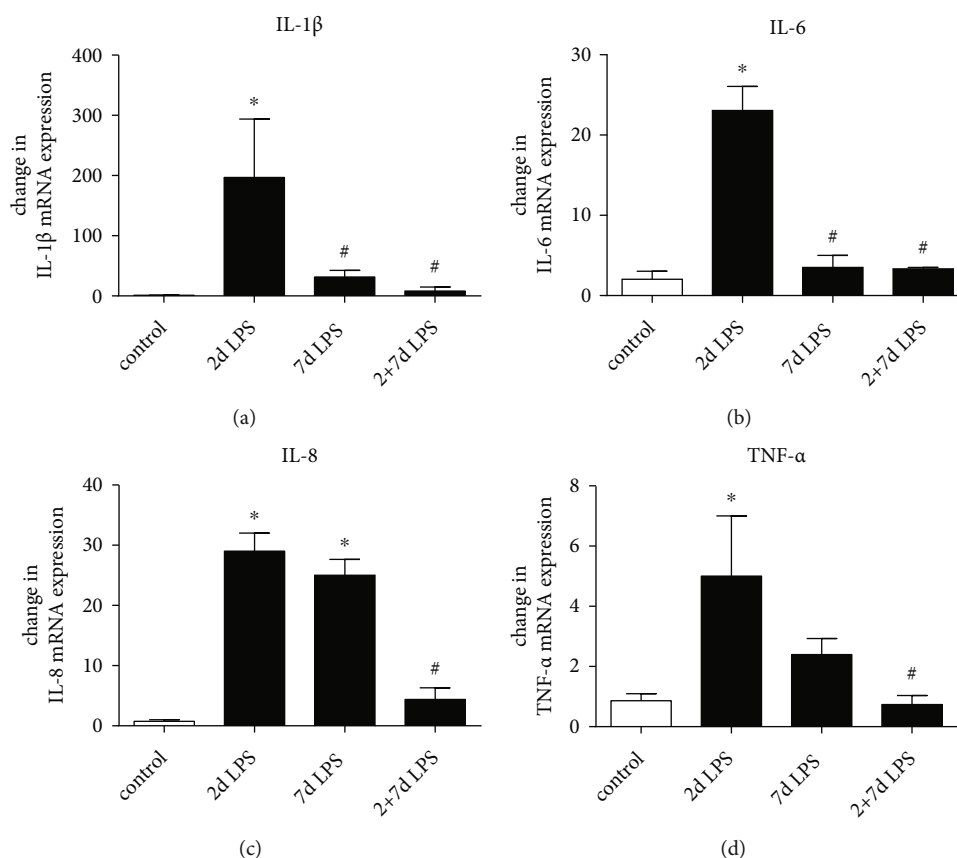 IL-1β
change in
IL-1β mRNA expression
400
300
200
100
0
*
#
#
control
2d LPS
7d LPS
2+7d LPS
(a)
IL-6
change in
IL-6 mRNA expression
30
20
10
0
*
#
#
control
2d LPS
7d LPS
2+7d LPS
(b)
IL-8
change in
IL-8 mRNA expression
40
30
20
10
0
*
*
#
control
2d LPS
7d LPS
2+7d LPS
(c)
TNF-α
change in
TNF-α mRNA expression
8
6
4
2
0
*
#
control
2d LPS
7d LPS
2+7d LPS
(d)